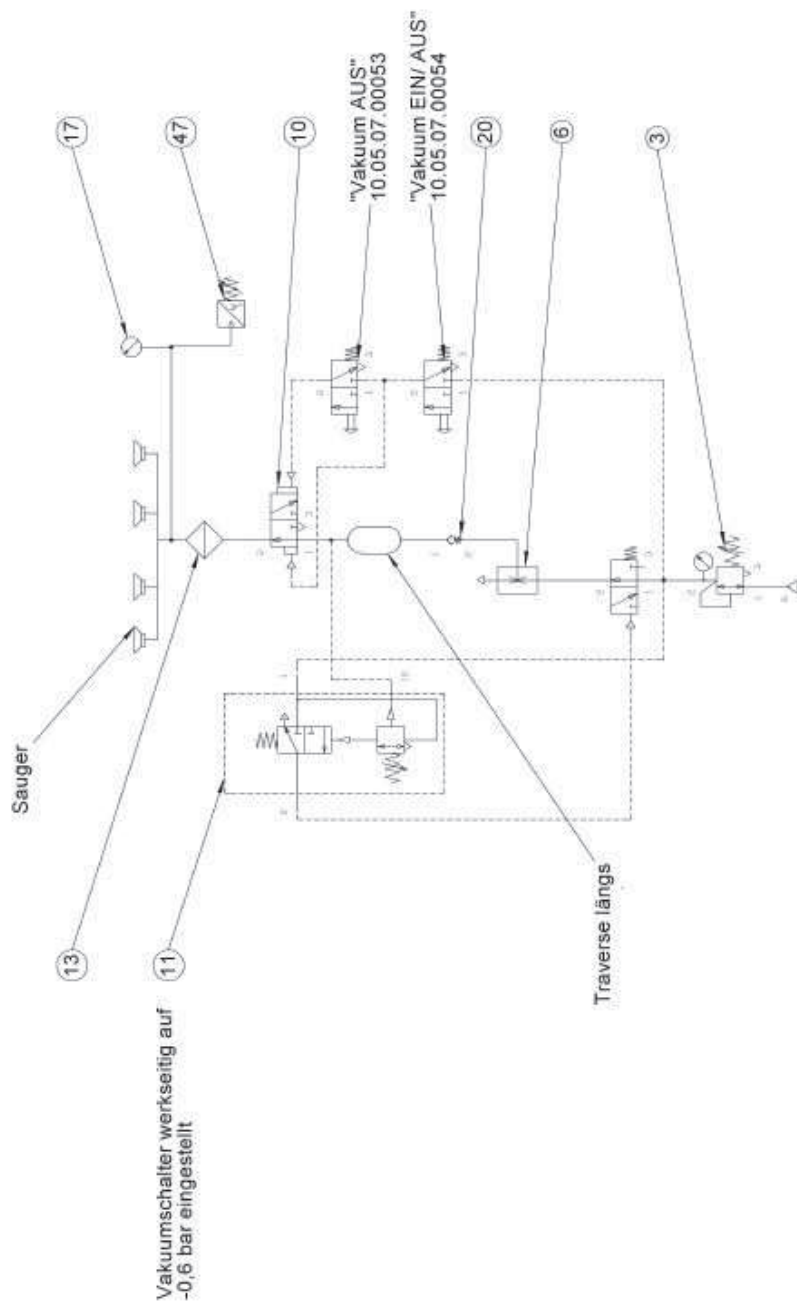 Sauger
13
11
Vakuumschalter werkseitig auf
-0,6 bar eingestellt
17
47
10
"Vakuum AUS"
10.05.07.00053
"Vakuum EIN/ AUS"
10.05.07.00054
20
6
3
Traverse längs